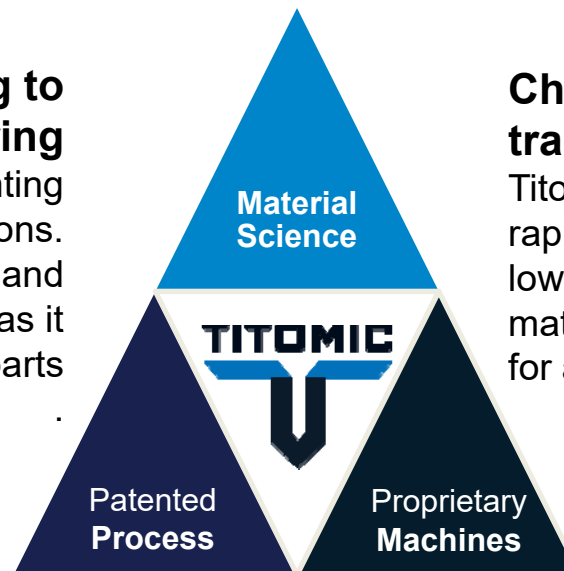 g to
ing
ting
ons.
and
as it
arts
.
Material
Science
TITOMIC
Patented
Process
Proprietary
Machines
Ch
tra
Tito
rap
low
mat
for a